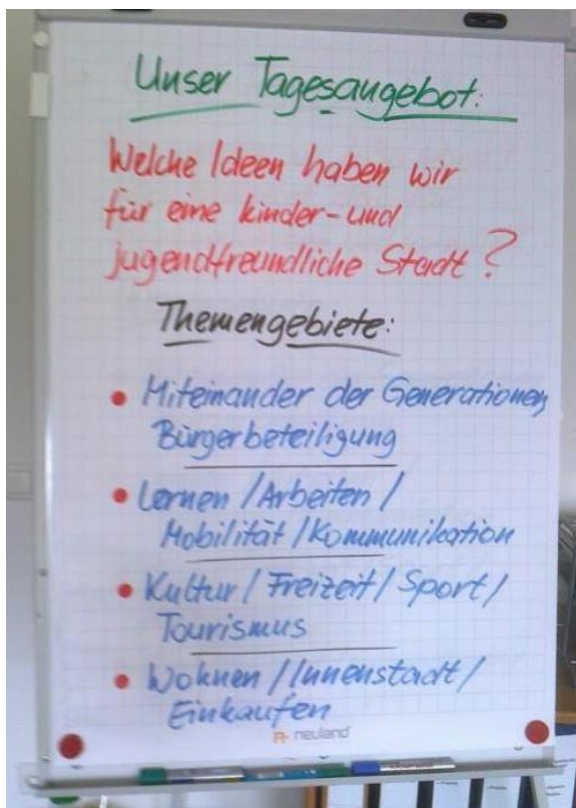 Unser Tagesangebot:
Welche Ideen haben wir
für eine kinder- und
jugendfreundliche Stadt?
Themengebiete:
• Miteinander der Generationen,
Bürgerbeteiligung
• Lernen / Arbeiten /
Mobilität / Kommunikation
• Kultur / Freizeit / Sport /
Tourismus
• Wohnen / Innenstadt /
Einkaufen
neuland